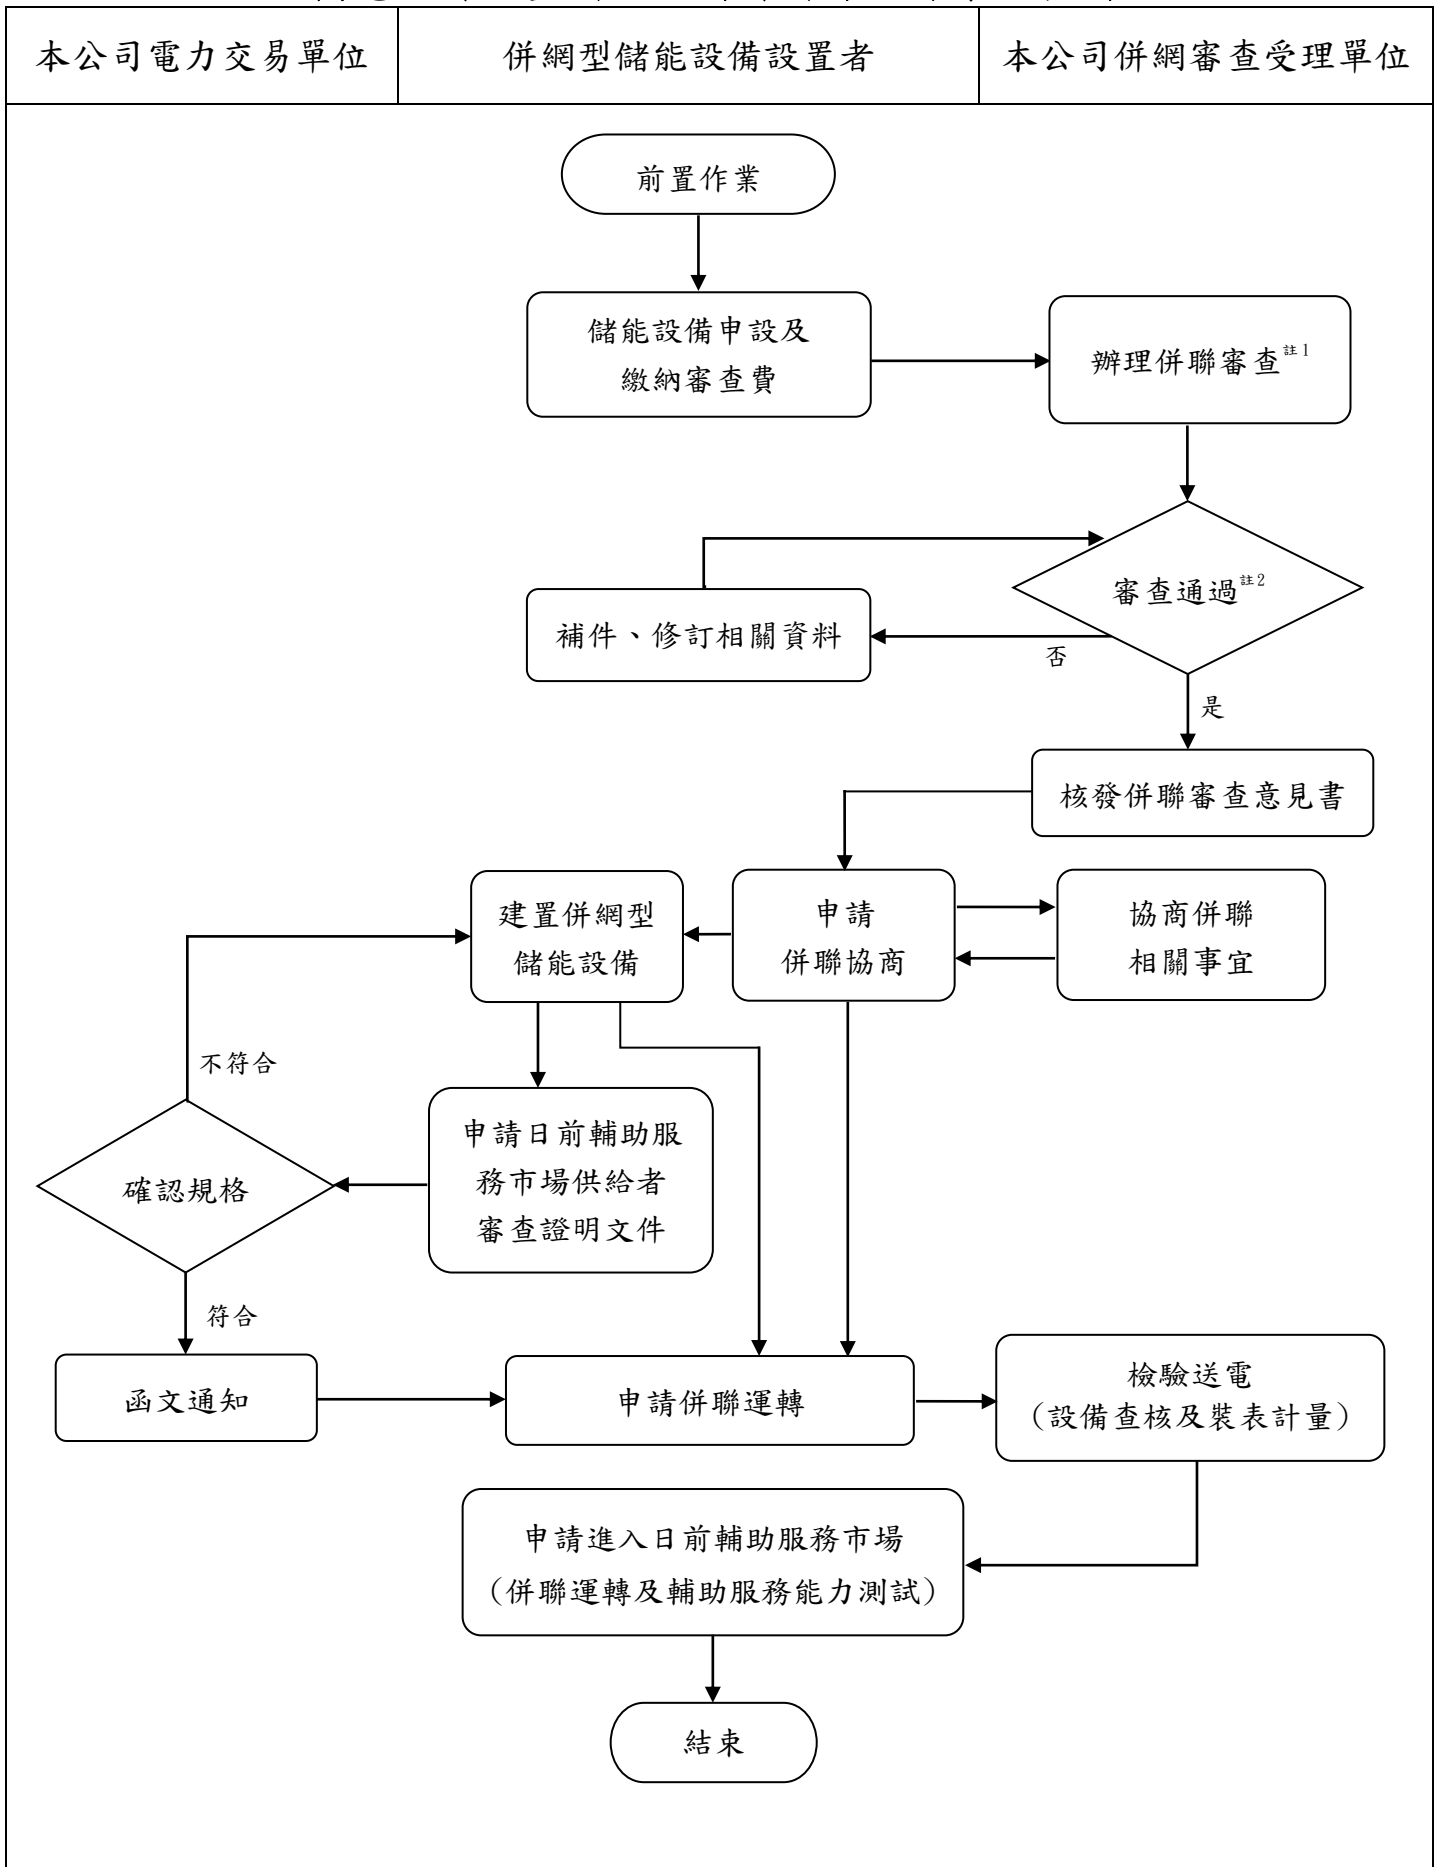 本公司電力交易單位
併網型儲能設備設置者
本公司併網審查受理單位
前置作業
儲能設備申設及
繳納審查費
辦理併聯審查註1
審查通過註2
補件、修訂相關資料
否
是
核發併聯審查意見書
建置併網型
儲能設備
申請
併聯協商
協商併聯
相關事宜
不符合
確認規格
申請日前輔助服
務市場供給者
審查證明文件
符合
函文通知
申請併聯運轉
檢驗送電
（設備查核及裝表計量）
申請進入日前輔助服務市場
（併聯運轉及輔助服務能力測試）
結束